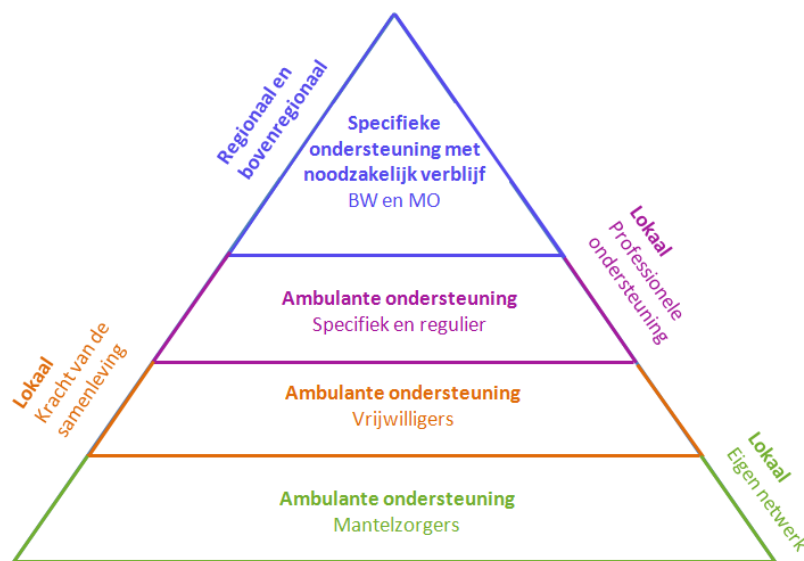 Regionaal en
bovenregionaal
Specifieke
ondersteuning met
noodzakelijk verblijf
BW en MO
Lokaal
Professionele
ondersteuning
Ambulante ondersteuning
Specifiek en regulier
Lokaal
Kracht van de
samenleving
Ambulante ondersteuning
Vrijwilligers
Lokaal
Eigen netwerk
Ambulante ondersteuning
Mantelzorgers